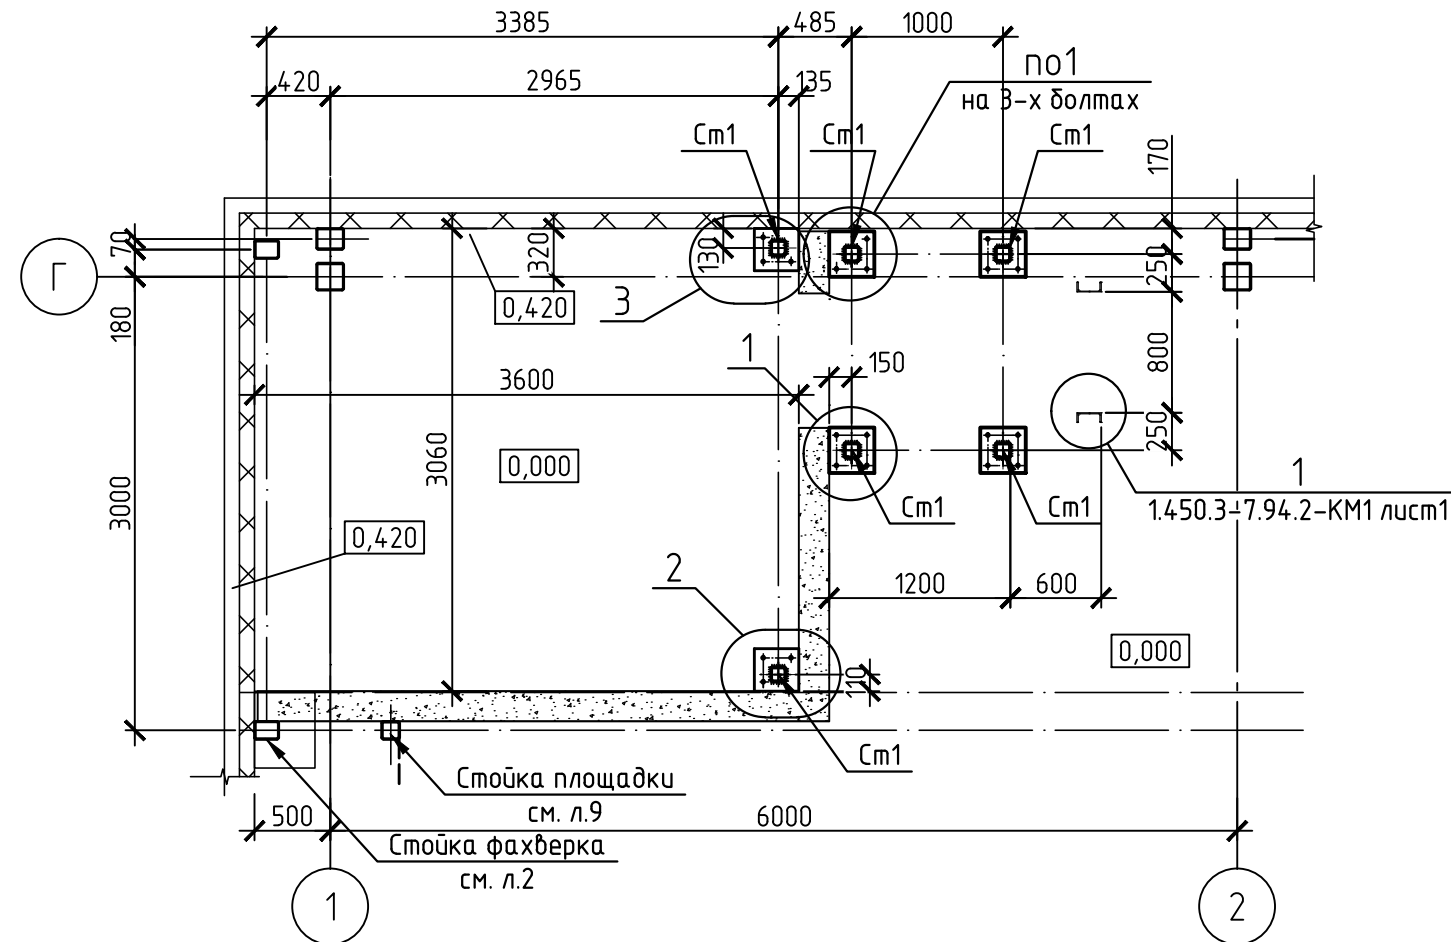 3385
485
1000
по1
420
2965
135
на 3-х болтах
Ст1
Ст1
Ст1
170
70
320
130
250
Г
0,420
3
180
1
150
800
3600
3060
0,000
250
1
3000
Ст1
Ст1
1.450.3-7.94.2-КМ1 лист1
0,420
2
1200
600
0,000
110
Ст1
Стойка площадки
см. л.9
500
6000
Стойка фахверка
см. л.2
1
2